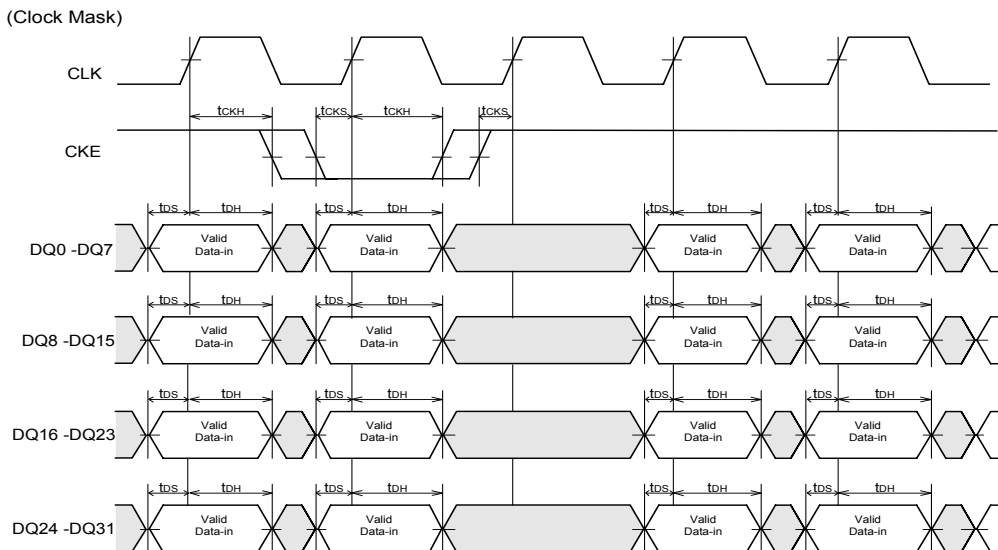 (Clock Mask)
CLK
tCKH tCKS tCKH tCKS
CKE
tDS tDH tDS tDH tDS tDH tDS tDH
DQ0 -DQ7
Valid Data-in Valid Data-in Valid Data-in Valid Data-in
tDS tDH tDS tDH tDS tDH tDS tDH
DQ8 -DQ15
Valid Data-in Valid Data-in Valid Data-in Valid Data-in
tDS tDH tDS tDH tDS tDH tDS tDH
DQ16 -DQ23
Valid Data-in Valid Data-in Valid Data-in Valid Data-in
tDS tDH tDS tDH tDS tDH tDS tDH
DQ24 -DQ31
Valid Data-in Valid Data-in Valid Data-in Valid Data-in